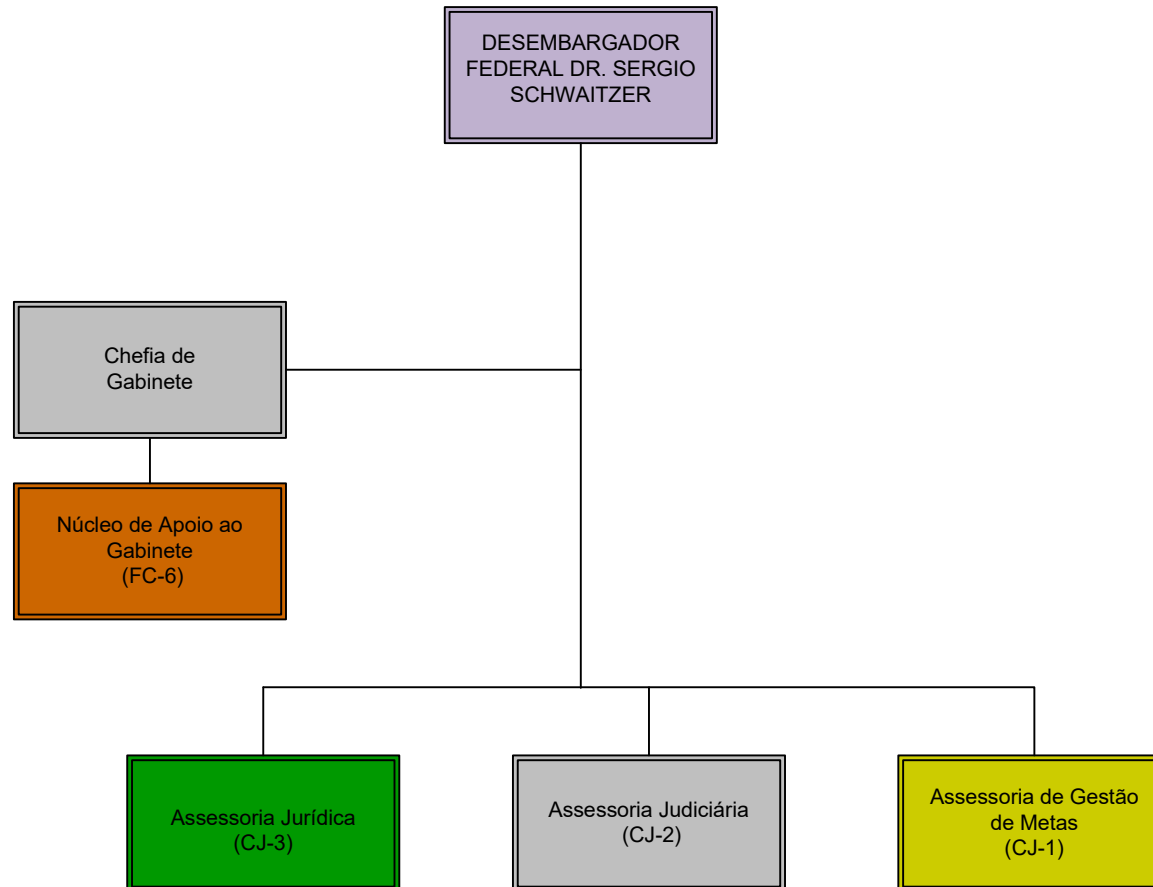 DESEMBARGADOR
FEDERAL DR. SERGIO
SCHWAITZER
Chefia de
Gabinete
Núcleo de Apoio ao
Gabinete
(FC-6)
Assessoria Jurídica
(CJ-3)
Assessoria Judiciária
(CJ-2)
Assessoria de Gestão
de Metas
(CJ-1)